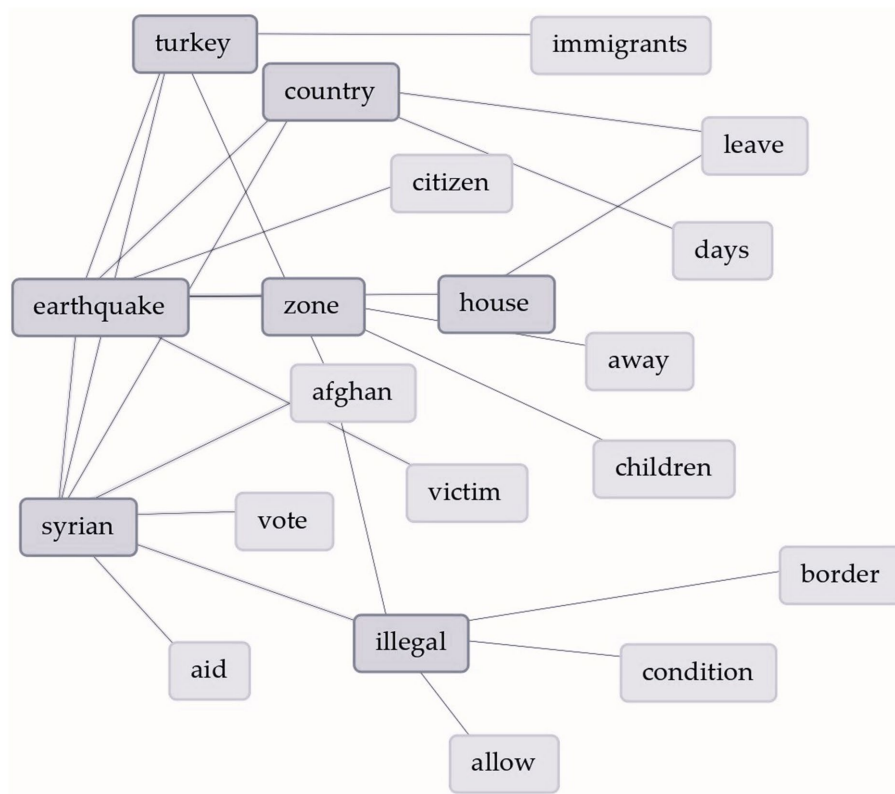 turkey
immigrants
country
leave
citizen
days
earthquake
zone
house
away
afghan
children
victim
vote
syrian
border
illegal
aid
condition
allow